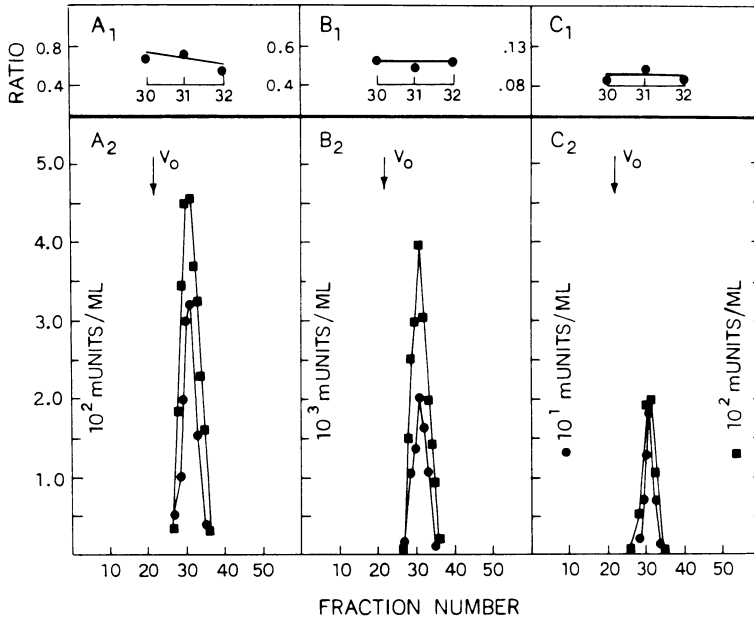 RATIO
A1
B1
C1
0.8
0.4
30 31 32
0.6
0.4
30 31 32
.13
.08
30 31 32
A2
B2
C2
Vo
Vo
Vo
5.0
4.0
3.0
2.0
1.0
10² mUNITS/ML
10³ mUNITS/ML
10¹ mUNITS/ML
10² mUNITS/ML
10 20 30 40 50
10 20 30 40 50
10 20 30 40 50
FRACTION NUMBER